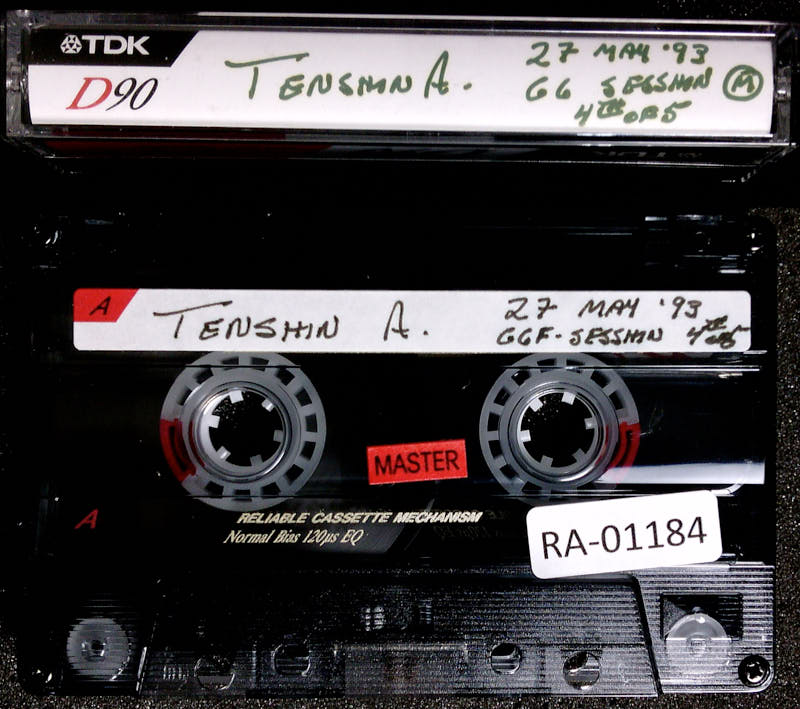 TDK
D90
TENSHIN A.
27 MAY '93
GG SESSHIN M
4TH OF 5
A
TENSHIN A.
27 MAY '93
GGF-SESSHIN 4TH OF 5
MASTER
A
RELIABLE CASSETTE MECHANISM
Normal Bias 120µs EQ
RA-01184